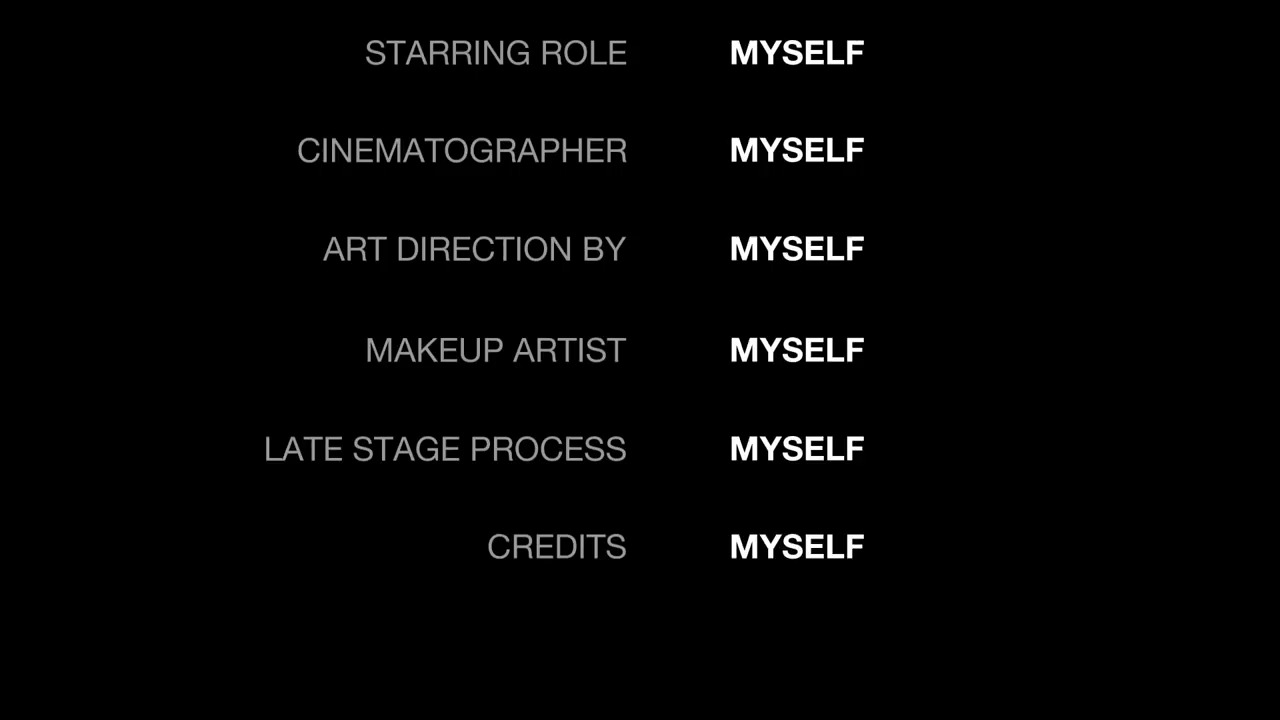 STARRING ROLE MYSELF
CINEMATOGRAPHER MYSELF
ART DIRECTION BY MYSELF
MAKEUP ARTIST MYSELF
LATE STAGE PROCESS MYSELF
CREDITS MYSELF